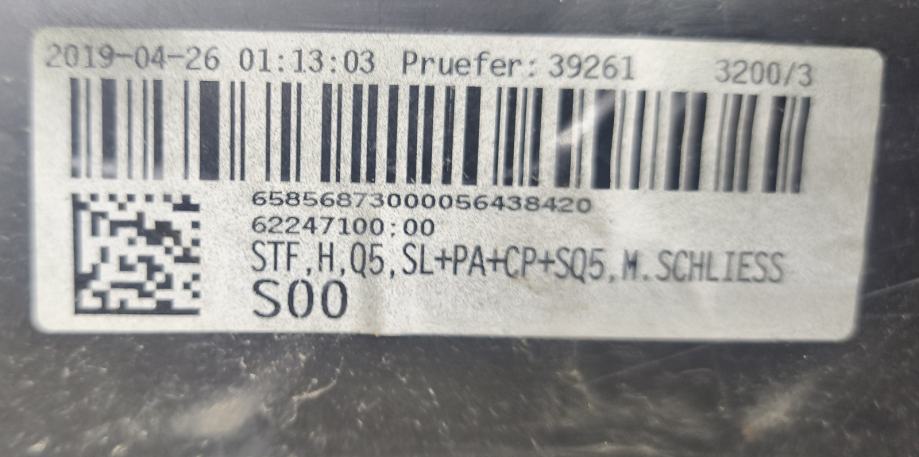 2019-04-26 01:13:03 Pruefer: 39261 3200/3
65856873000056438420
62247100:00
STF,H,Q5,SL+PA+CP+SQ5,M.SCHLIESS
S00